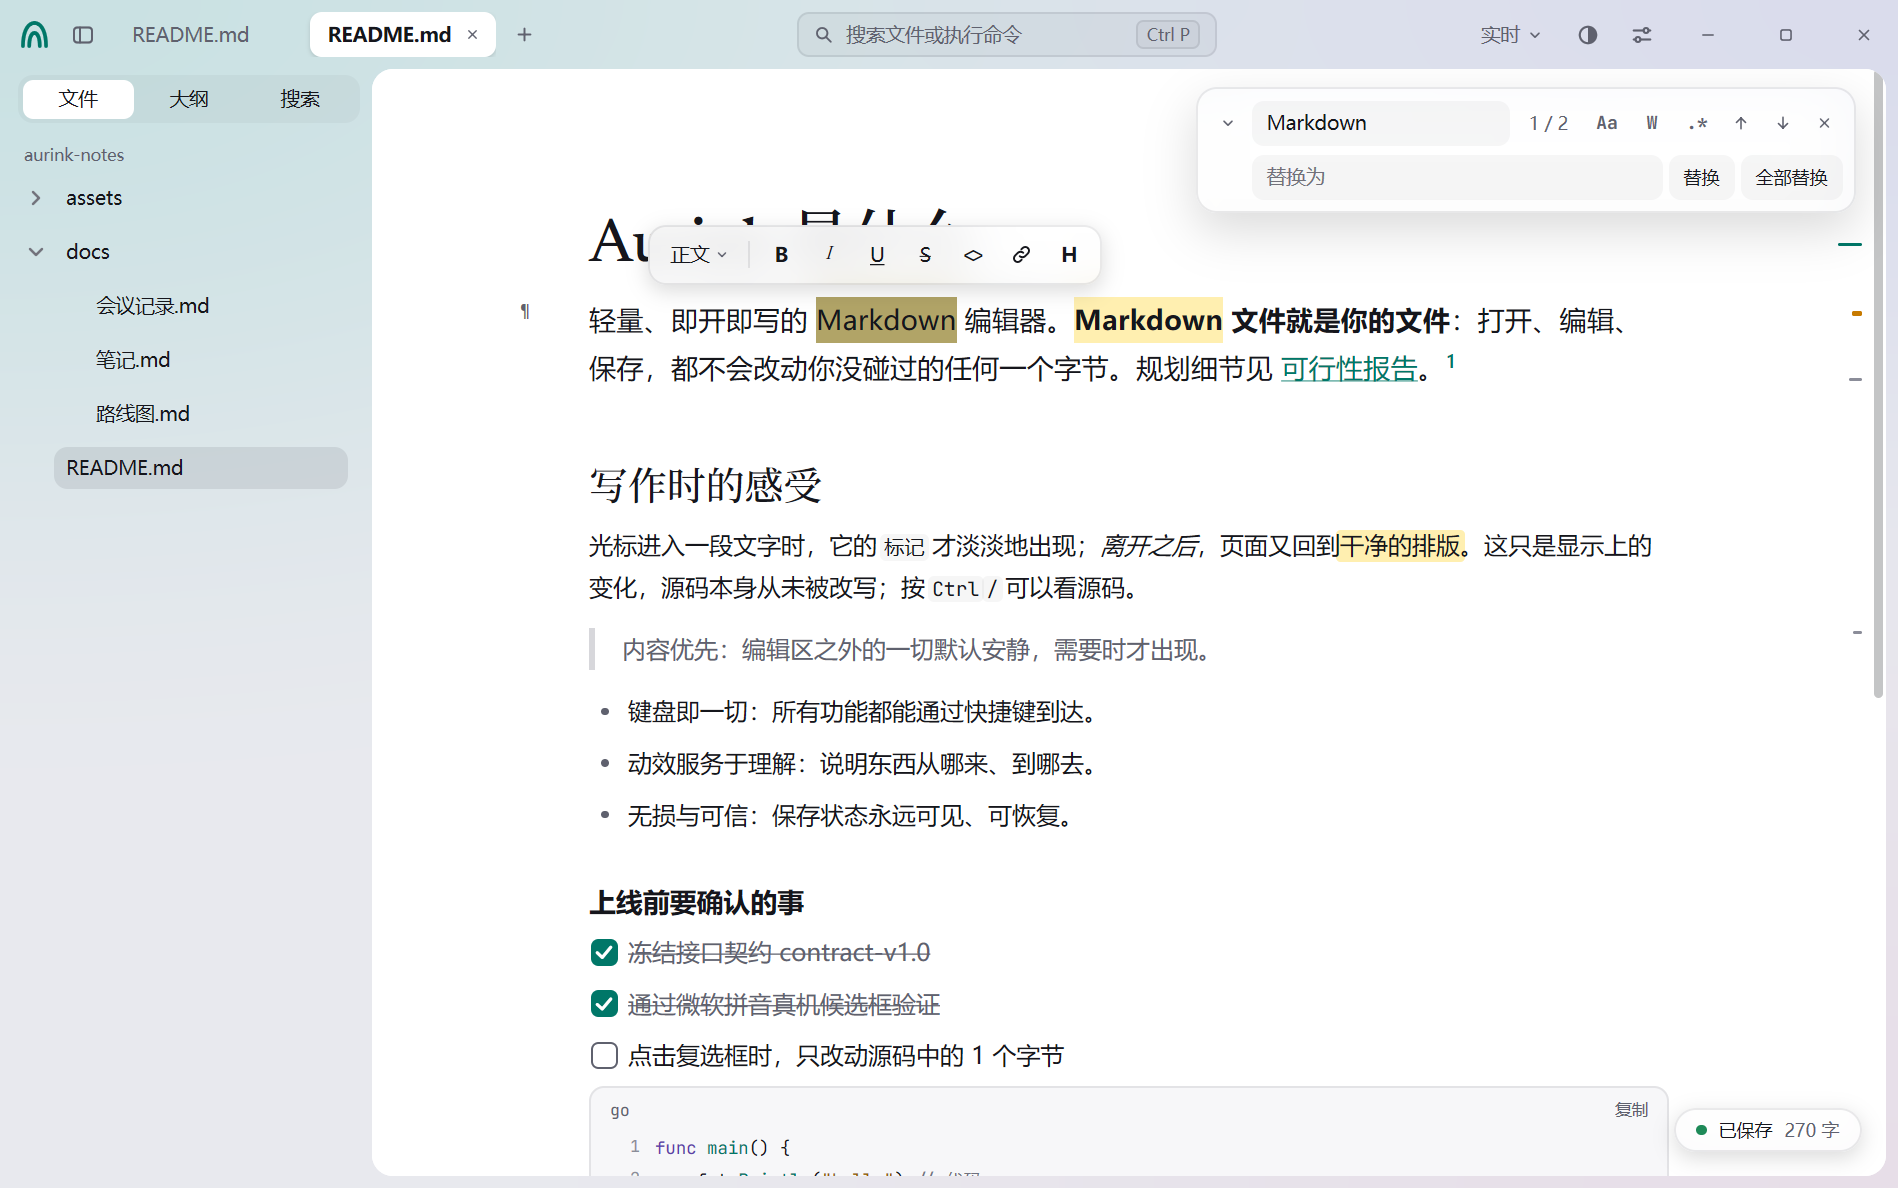 README.md
README.md
搜索文件或执行命令
Ctrl P
实时
文件
大纲
搜索
aurink-notes
assets
docs
会议记录.md
笔记.md
路线图.md
README.md
Markdown
1 / 2
Aa
W
.*
替换为
替换
全部替换
正文
B
I
U
S
<>
H
¶
轻量、即开即写的 Markdown 编辑器。Markdown 文件就是你的文件：打开、编辑、
保存，都不会改动你没碰过的任何一个字节。规划细节见 可行性报告。1
写作时的感受
光标进入一段文字时，它的 标记 才淡淡地出现；离开之后，页面又回到干净的排版。这只是显示上的
变化，源码本身从未被改写；按 Ctrl / 可以看源码。
内容优先：编辑区之外的一切默认安静，需要时才出现。
• 键盘即一切：所有功能都能通过快捷键到达。
• 动效服务于理解：说明东西从哪来、到哪去。
• 无损与可信：保存状态永远可见、可恢复。
上线前要确认的事
冻结接口契约 contract-v1.0
通过微软拼音真机候选框验证
点击复选框时，只改动源码中的 1 个字节
go
复制
1 func main() {
已保存 270 字